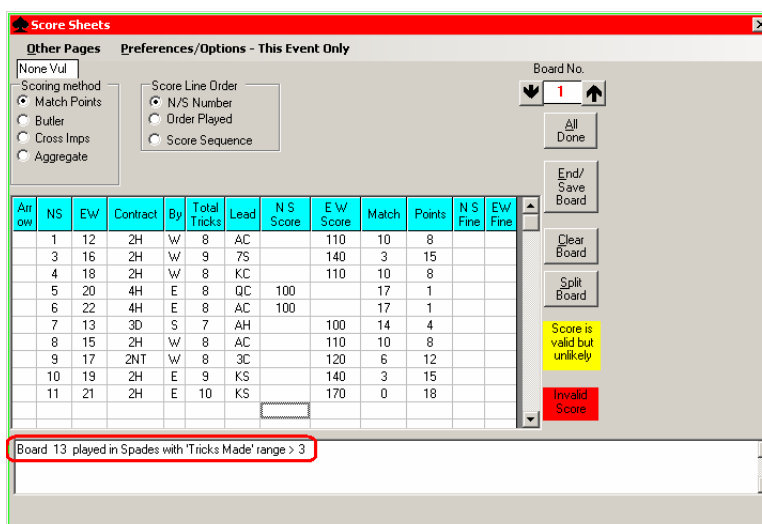 Score Sheets
Other Pages Preferences/Options - This Event Only
None Vul
Board No.
Scoring method
Score Line Order
Match Points
N/S Number
1
Butler
Order Played
Cross Imps
Score Sequence
Aggregate
All Done
End/ Save Board
Arr ow NS EW Contract By Total Tricks Lead N S Score E W Score Match Points N S Fine EW Fine
1 12 2H W 8 AC 110 10 8
3 16 2H W 9 7S 140 3 15
4 18 2H W 8 KC 110 10 8
5 20 4H E 8 QC 100 17 1
6 22 4H E 8 AC 100 17 1
7 13 3D S 7 AH 100 14 4
8 15 2H W 8 AC 110 10 8
9 17 2NT W 8 3C 120 6 12
10 19 2H E 9 KS 140 3 15
11 21 2H E 10 KS 170 0 18
Clear Board
Split Board
Score is valid but unlikely
Invalid Score
Board 13 played in Spades with 'Tricks Made' range > 3